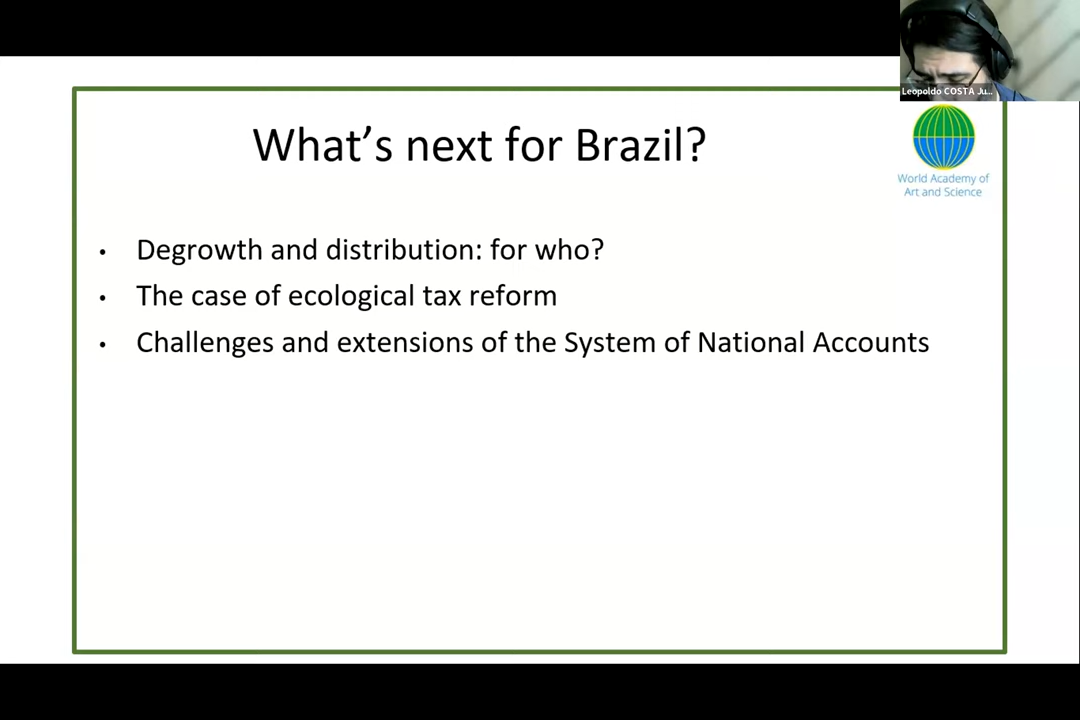 Leopoldo COSTA Ju...
What’s next for Brazil?
World Academy of
Art and Science
• Degrowth and distribution: for who?
• The case of ecological tax reform
• Challenges and extensions of the System of National Accounts